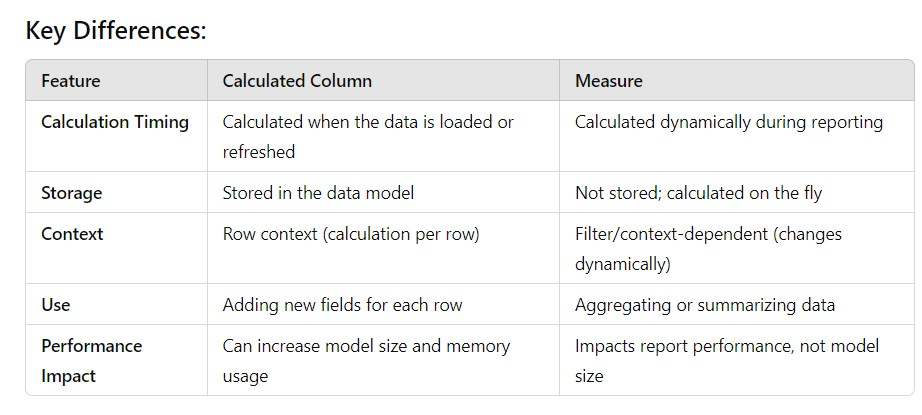 Key Differences:
Feature Calculated Column Measure
Calculation Timing Calculated when the data is loaded or refreshed Calculated dynamically during reporting
Storage Stored in the data model Not stored; calculated on the fly
Context Row context (calculation per row) Filter/context-dependent (changes dynamically)
Use Adding new fields for each row Aggregating or summarizing data
Performance Impact Can increase model size and memory usage Impacts report performance, not model size